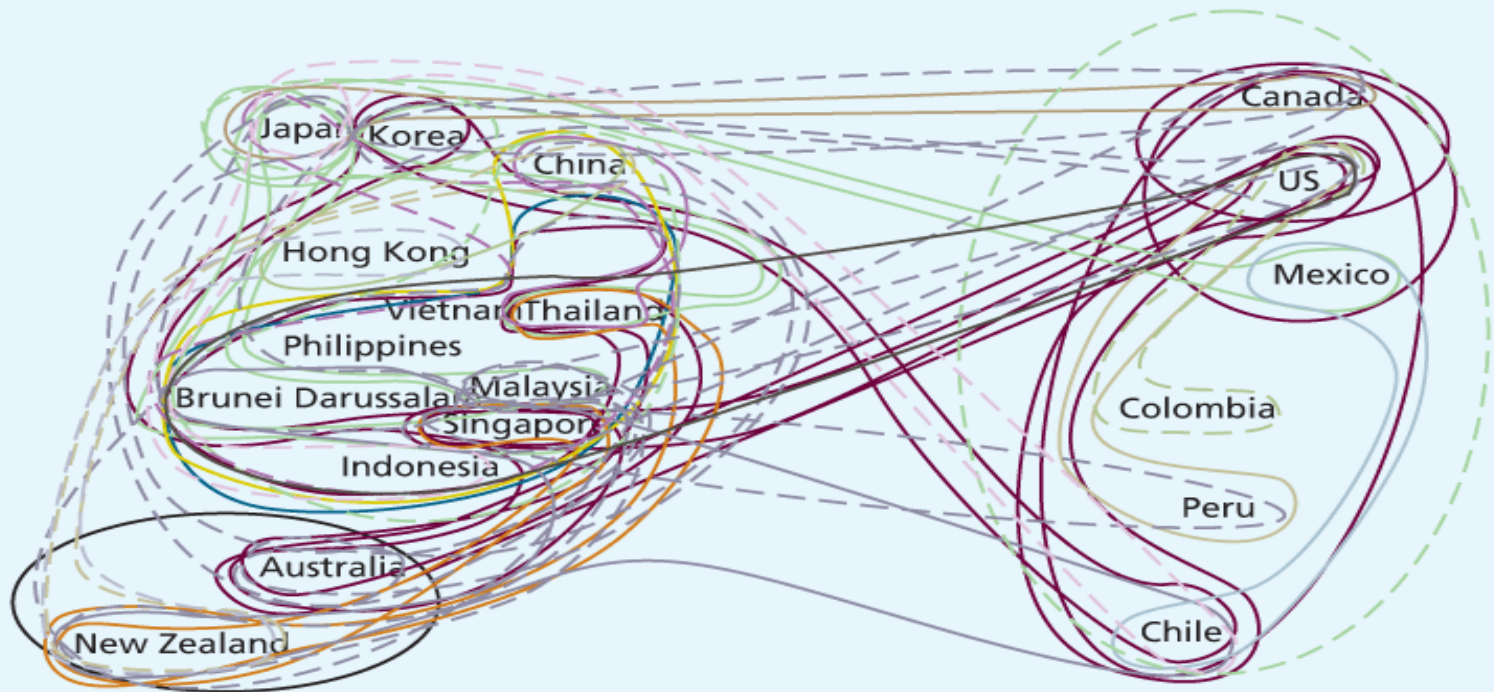 Japan
Korea
China
Hong Kong
Vietnam
Thailand
Philippines
Malaysia
Brunei Darussalam
Singapore
Indonesia
Australia
New Zealand
Canada
US
Mexico
Colombia
Peru
Chile